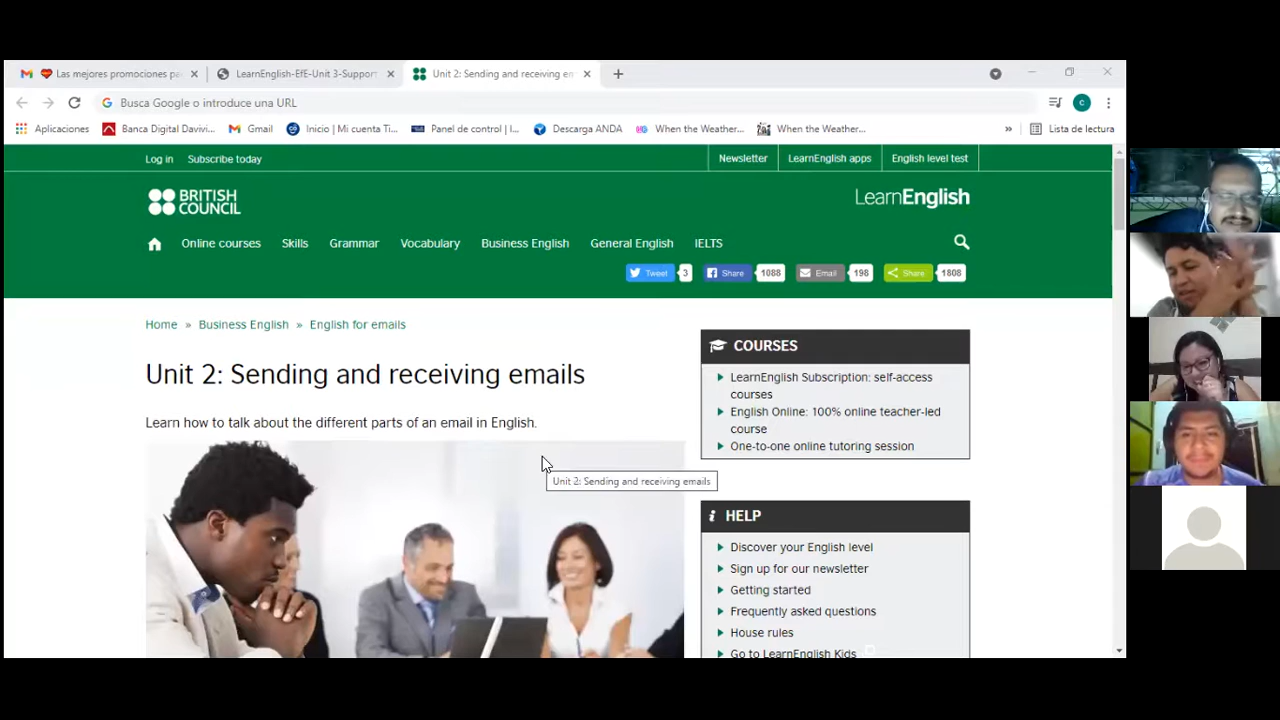 Las mejores promociones pa
LearnEnglish-EfE-Unit 3-Support
Unit 2: Sending and receiving em
Busca Google o introduce una URL
C
Aplicaciones
Banca Digital Davivi...
Gmail
Inicio | Mi cuenta Ti...
Panel de control | I...
Descarga ANDA
When the Weather...
When the Weather...
»
Lista de lectura
Log in
Subscribe today
Newsletter
LearnEnglish apps
English level test
BRITISH
COUNCIL
LearnEnglish
Online courses
Skills
Grammar
Vocabulary
Business English
General English
IELTS
Tweet
3
Share
1088
Email
198
Share
1808
Home » Business English » English for emails
Unit 2: Sending and receiving emails
Learn how to talk about the different parts of an email in English.
Unit 2: Sending and receiving emails
COURSES
LearnEnglish Subscription: self-access
courses
English Online: 100% online teacher-led
course
One-to-one online tutoring session
HELP
Discover your English level
Sign up for our newsletter
Getting started
Frequently asked questions
House rules
Go to LearnEnglish Kids